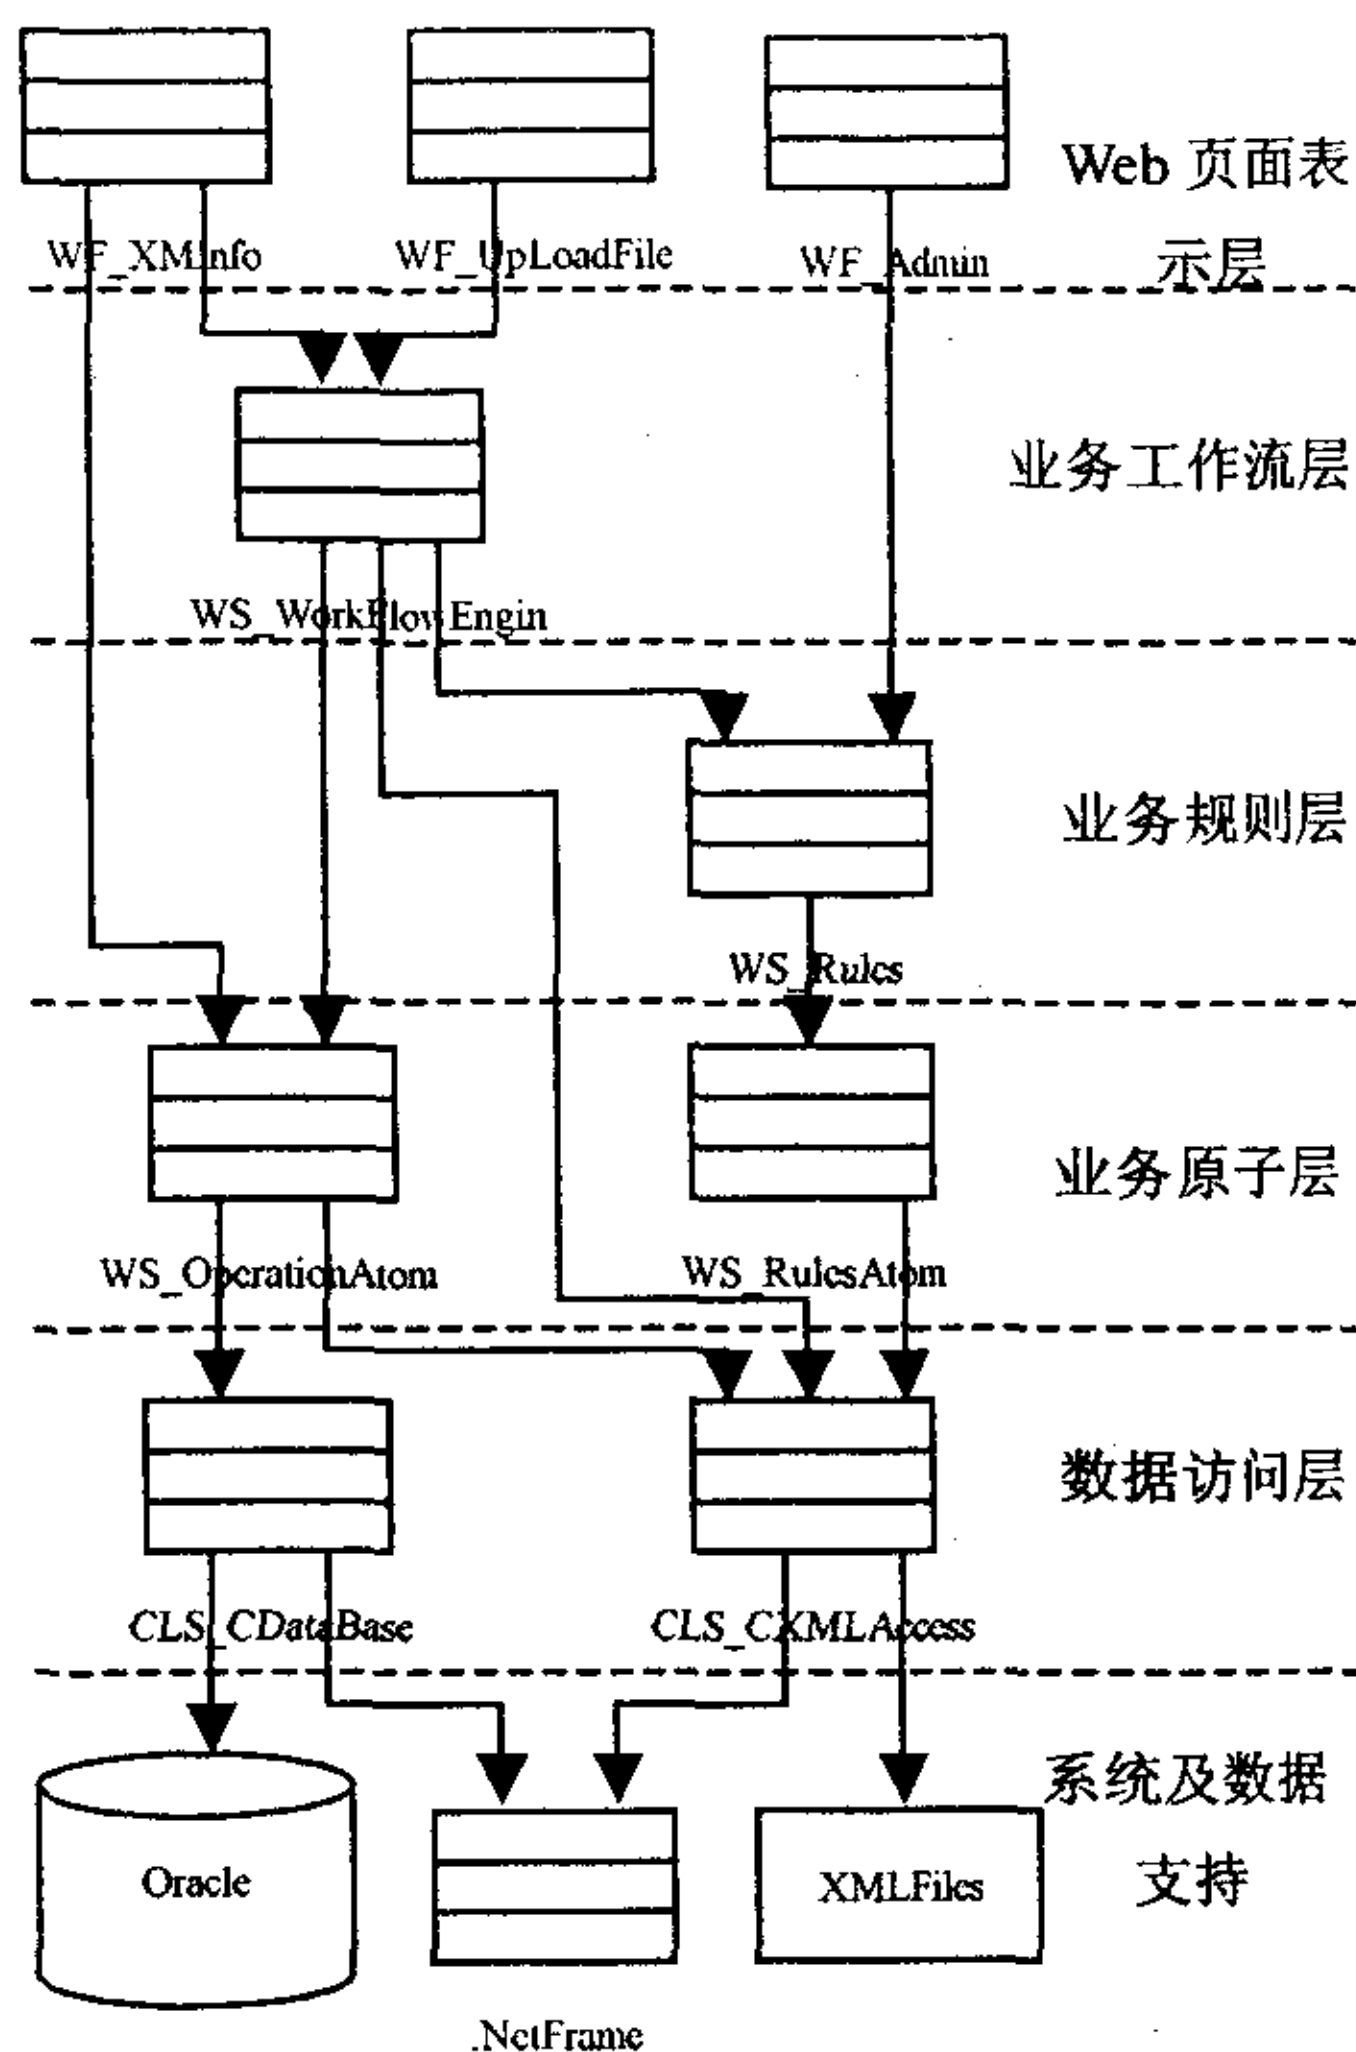 Web 页面表
WF_XMInfo
WF_UpLoadFile
WF_Admin
示层
业务工作流层
WS_WorkFlowEngin
业务规则层
WS_Rules
业务原子层
WS_OperationAtom
WS_RulesAtom
数据访问层
CLS_CDataBase
CLS_CXMLAccess
系统及数据
Oracle
XMLFiles
支持
.NetFrame